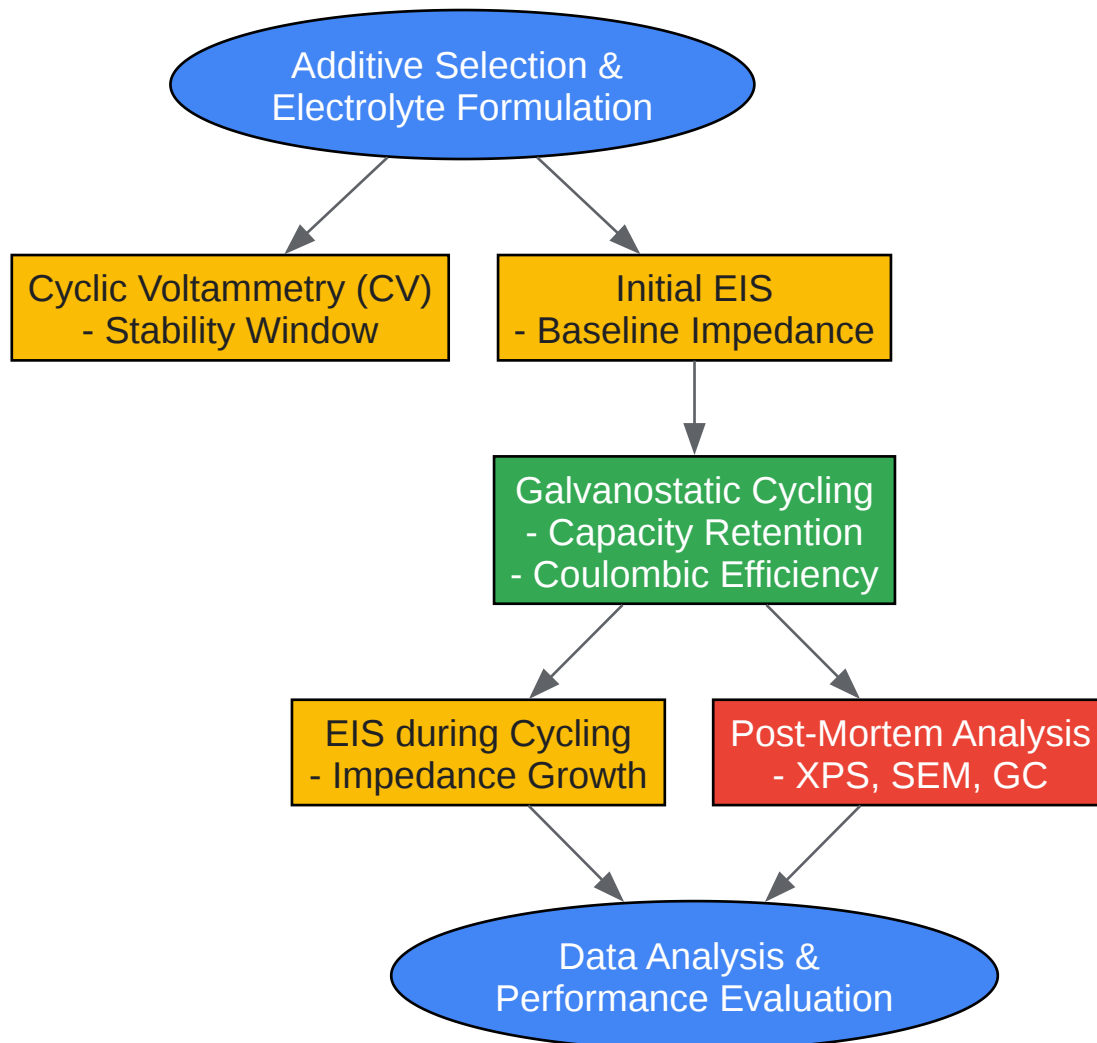 Additive Selection &
Electrolyte Formulation
Cyclic Voltammetry (CV)
- Stability Window
Initial EIS
- Baseline Impedance
Galvanostatic Cycling
- Capacity Retention
- Coulombic Efficiency
EIS during Cycling
- Impedance Growth
Post-Mortem Analysis
- XPS, SEM, GC
Data Analysis &
Performance Evaluation